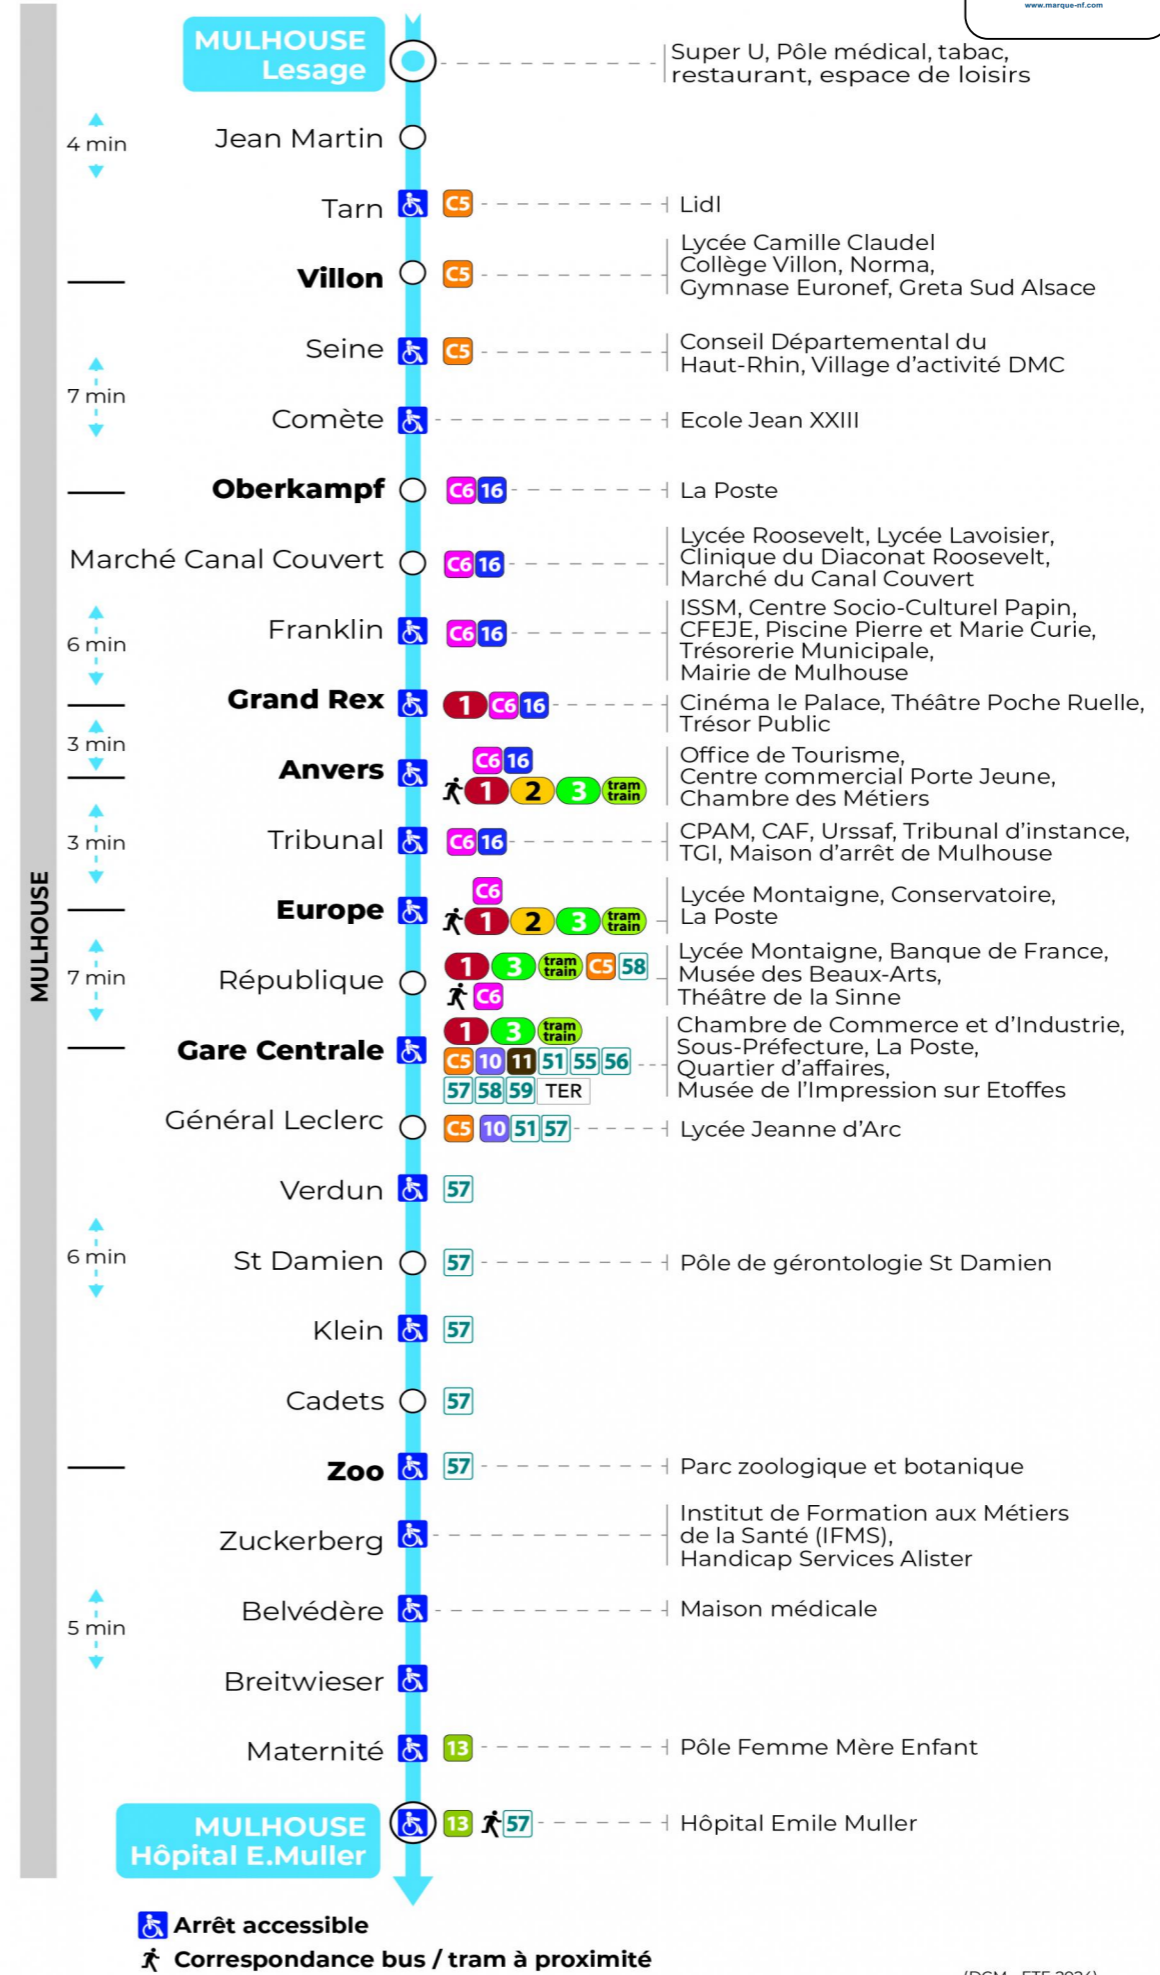 www.marque-nf.com
MULHOUSE
Lesage
Super U, Pôle médical, tabac,
restaurant, espace de loisirs
4 min
Jean Martin
Tarn
C5
Lidl
Villon
C5
Lycée Camille Claudel
Collège Villon, Norma,
Gymnase Euronef, Greta Sud Alsace
Seine
C5
Conseil Départemental du
Haut-Rhin, Village d'activité DMC
7 min
Comète
Ecole Jean XXIII
Oberkampf
C6 16
La Poste
Marché Canal Couvert
C6 16
Lycée Roosevelt, Lycée Lavoisier,
Clinique du Diaconat Roosevelt,
Marché du Canal Couvert
6 min
Franklin
C6 16
ISSM, Centre Socio-Culturel Papin,
CFEJE, Piscine Pierre et Marie Curie,
Trésorerie Municipale,
Mairie de Mulhouse
Grand Rex
1 C6 16
Cinéma le Palace, Théâtre Poche Ruelle,
Trésor Public
3 min
Anvers
C6 16
1 2 3 tram train
Office de Tourisme,
Centre commercial Porte Jeune,
Chambre des Métiers
3 min
Tribunal
C6 16
CPAM, CAF, Urssaf, Tribunal d'instance,
TGI, Maison d'arrêt de Mulhouse
MULHOUSE
Europe
C6
1 2 3 tram train
Lycée Montaigne, Conservatoire,
La Poste
7 min
République
1 3 tram train C5 58
C6
Lycée Montaigne, Banque de France,
Musée des Beaux-Arts,
Théâtre de la Sinne
Gare Centrale
1 3 tram train
C5 10 11 51 55 56
57 58 59 TER
Chambre de Commerce et d'Industrie,
Sous-Préfecture, La Poste,
Quartier d'affaires,
Musée de l'Impression sur Etoffes
Général Leclerc
C5 10 51 57
Lycée Jeanne d'Arc
Verdun
57
6 min
St Damien
57
Pôle de gérontologie St Damien
Klein
57
Cadets
57
Zoo
57
Parc zoologique et botanique
Zuckerberg
Institut de Formation aux Métiers
de la Santé (IFMS),
Handicap Services Alister
5 min
Belvédère
Maison médicale
Breitwieser
Maternité
13
Pôle Femme Mère Enfant
MULHOUSE
Hôpital E.Muller
13 57
Hôpital Emile Muller
Arrêt accessible
Correspondance bus / tram à proximité